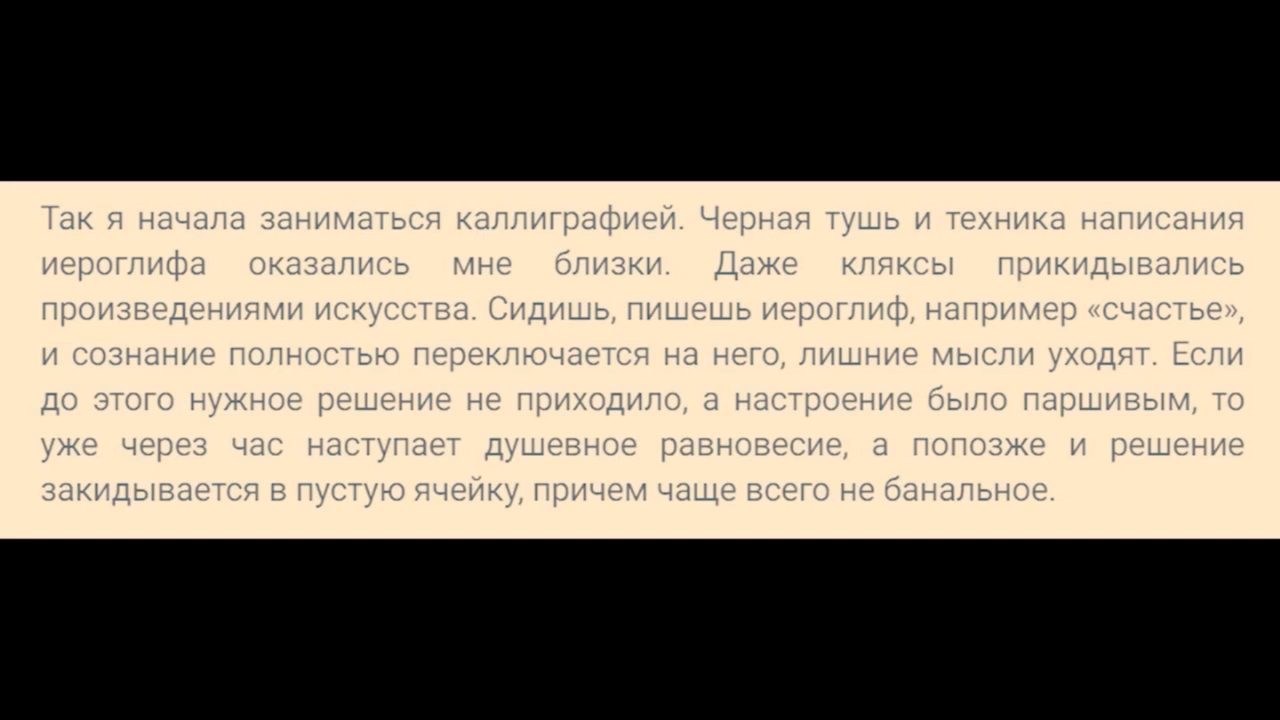 Так я начала заниматься каллиграфией. Черная тушь и техника написания
иероглифа оказались мне близки. Даже кляксы прикидывались
произведениями искусства. Сидишь, пишешь иероглиф, например «счастье»,
и сознание полностью переключается на него, лишние мысли уходят. Если
до этого нужное решение не приходило, а настроение было паршивым, то
уже через час наступает душевное равновесие, а попозже и решение
закидывается в пустую ячейку, причем чаще всего не банальное.